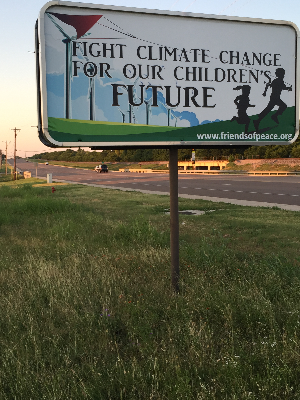 FIGHT CLIMATE CHANGE
FOR OUR CHILDREN'S
FUTURE
www.friendsofpeace.org